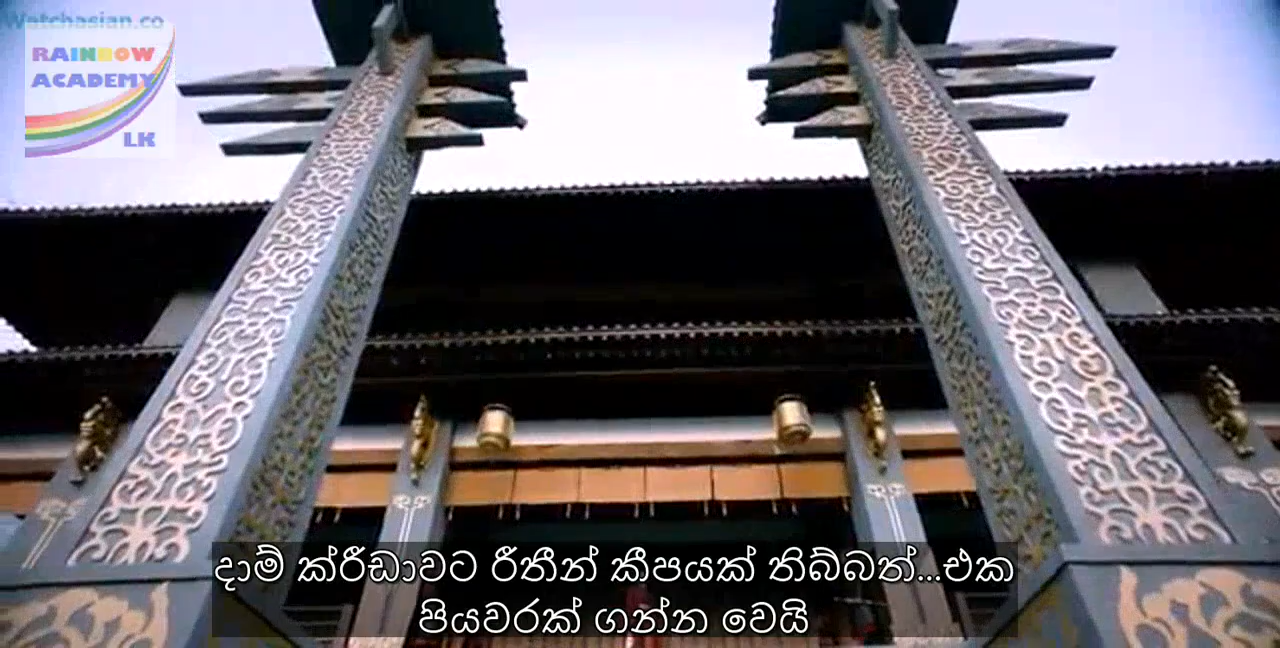 Watchasian.co
RAINBOW
ACADEMY
LK
දාම් ක්රීඩාවට රීතීන් කීපයක් තිබ්බත්...එක
පියවරක් ගන්න වෙයි